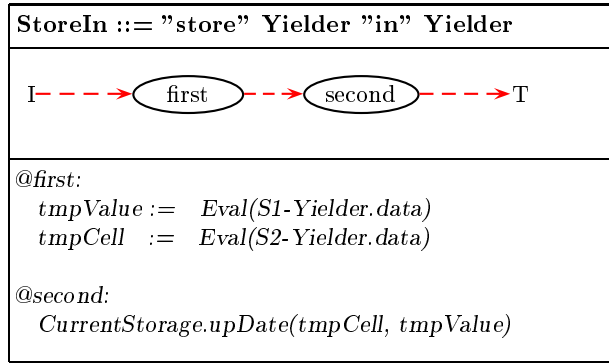 StoreIn ::= ”store” Yielder ”in” Yielder
I first second T
@first:
tmpValue := Eval(S1-Yielder.data)
tmpCell := Eval(S2-Yielder.data)
@second:
CurrentStorage.upDate(tmpCell, tmpValue)